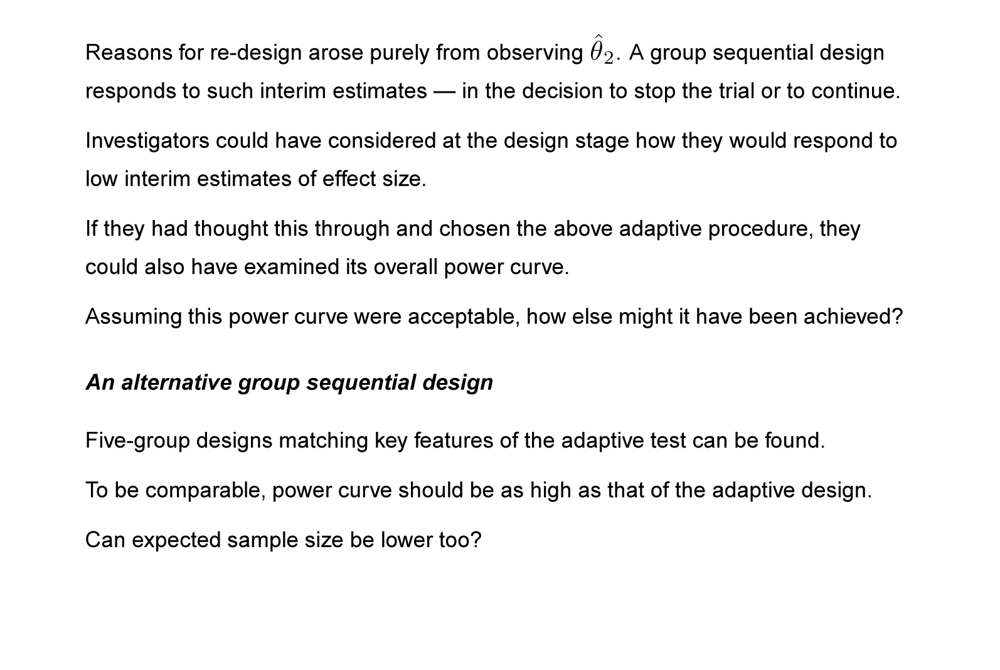 Reasons for re-design arose purely from observing θ̂₂. A group sequential design
responds to such interim estimates — in the decision to stop the trial or to continue.
Investigators could have considered at the design stage how they would respond to
low interim estimates of effect size.
If they had thought this through and chosen the above adaptive procedure, they
could also have examined its overall power curve.
Assuming this power curve were acceptable, how else might it have been achieved?
An alternative group sequential design
Five-group designs matching key features of the adaptive test can be found.
To be comparable, power curve should be as high as that of the adaptive design.
Can expected sample size be lower too?